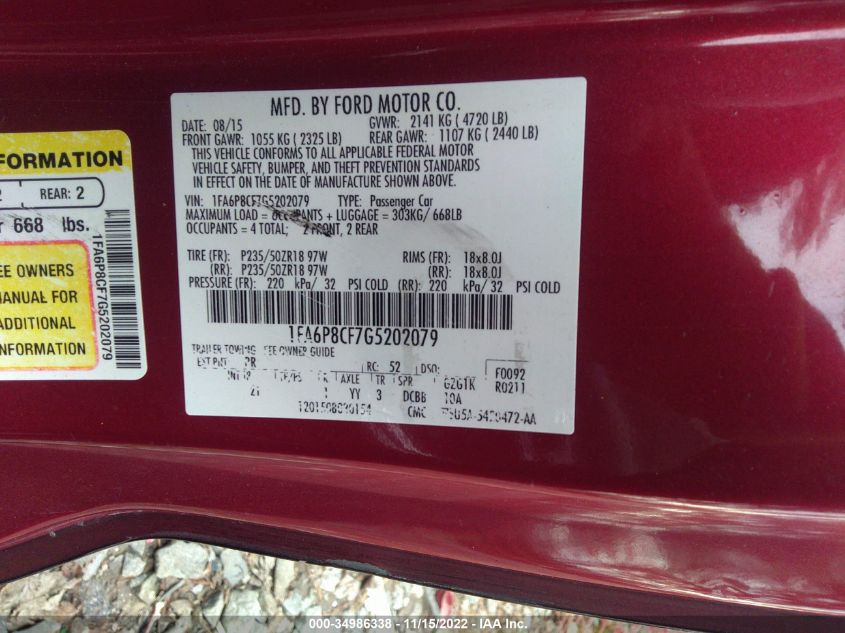 FORMATION
REAR: 2
668 lbs.
EE OWNERS
MANUAL FOR
ADDITIONAL
INFORMATION
1FA6P8CF7G5202079
MFD. BY FORD MOTOR CO.
DATE: 08/15 GVWR: 2141 KG ( 4720 LB)
FRONT GAWR: 1055 KG ( 2325 LB) REAR GAWR: 1107 KG ( 2440 LB)
THIS VEHICLE CONFORMS TO ALL APPLICABLE FEDERAL MOTOR
VEHICLE SAFETY, BUMPER, AND THEFT PREVENTION STANDARDS
IN EFFECT ON THE DATE OF MANUFACTURE SHOWN ABOVE.
VIN: 1FA6P8CF7G5202079 TYPE: Passenger Car
MAXIMUM LOAD = OCCUPANTS + LUGGAGE = 303KG/ 668LB
OCCUPANTS = 4 TOTAL; 2 FRONT, 2 REAR
TIRE (FR): P235/50ZR18 97W RIMS (FR): 18x8.0J
(RR): P235/50ZR18 97W (RR): 18x8.0J
PRESSURE (FR): 220 kPa/ 32 PSI COLD (RR): 220 kPa/ 32 PSI COLD
1FA6P8CF7G5202079
TRAILER TOWING SEE OWNER GUIDE
EXT PNT: RR RC: 52 DSO: F0092
AXLE TR SPR GZG1K R0211
YY 3 DCBB 10A
CMC
000-34986338 - 11/15/2022 - IAA Inc.